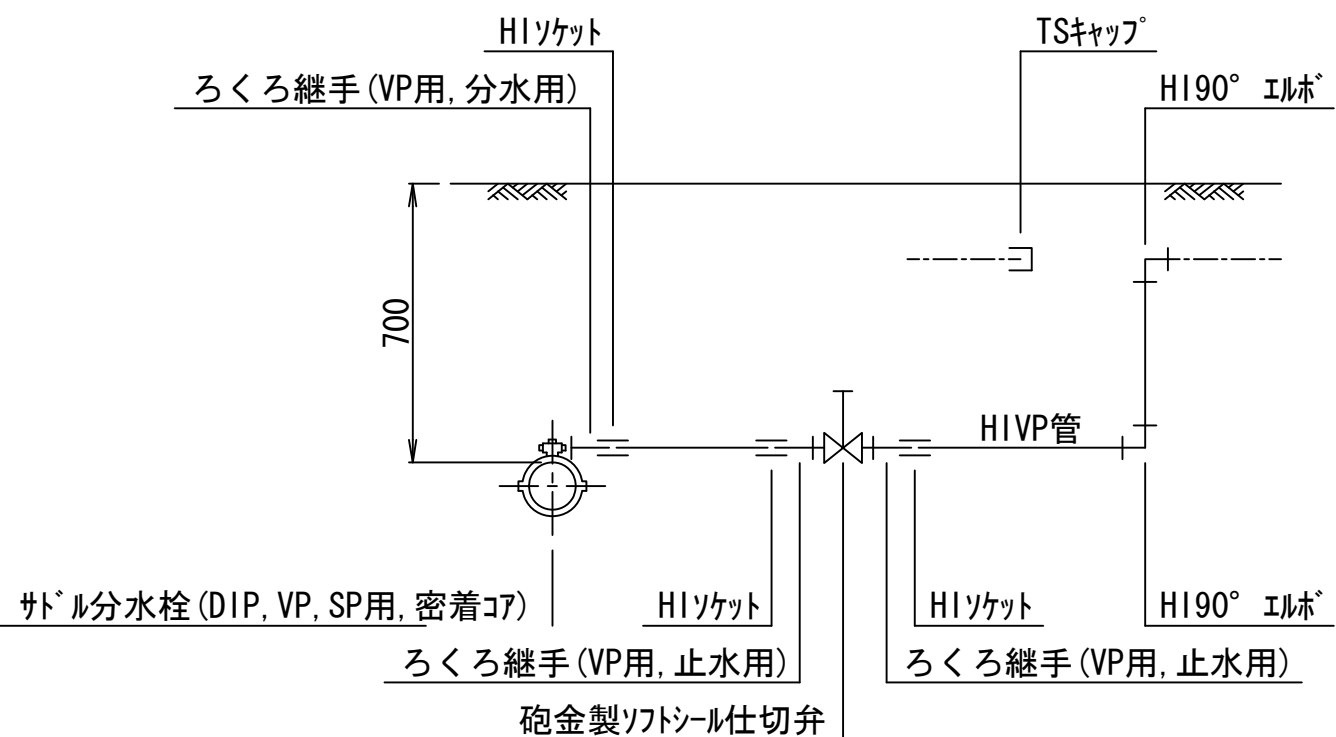 HIソケット
TSキャップ
ろくろ継手(VP用,分水用)
HI90° エルボ
700
HIVP管
サドル分水栓(DIP,VP,SP用,密着コア)
HIソケット
HIソケット
HI90° エルボ
ろくろ継手(VP用,止水用)
ろくろ継手(VP用,止水用)
砲金製ソフトシール仕切弁